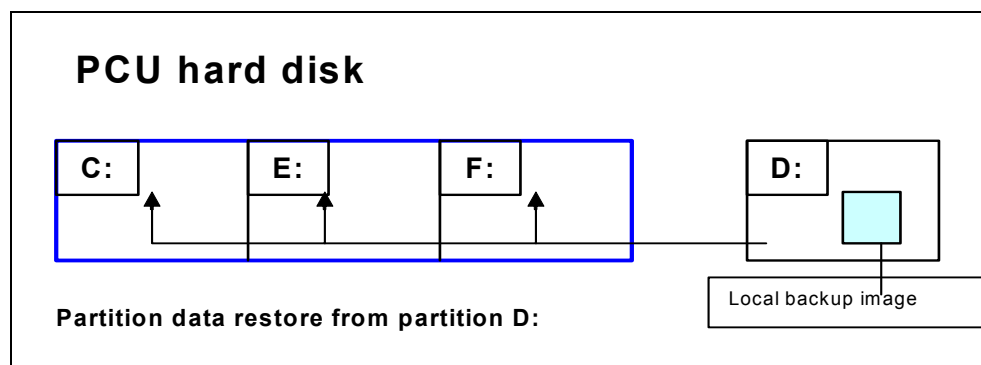 PCU hard disk
C:
E:
F:
D:
Local backup image
Partition data restore from partition D: